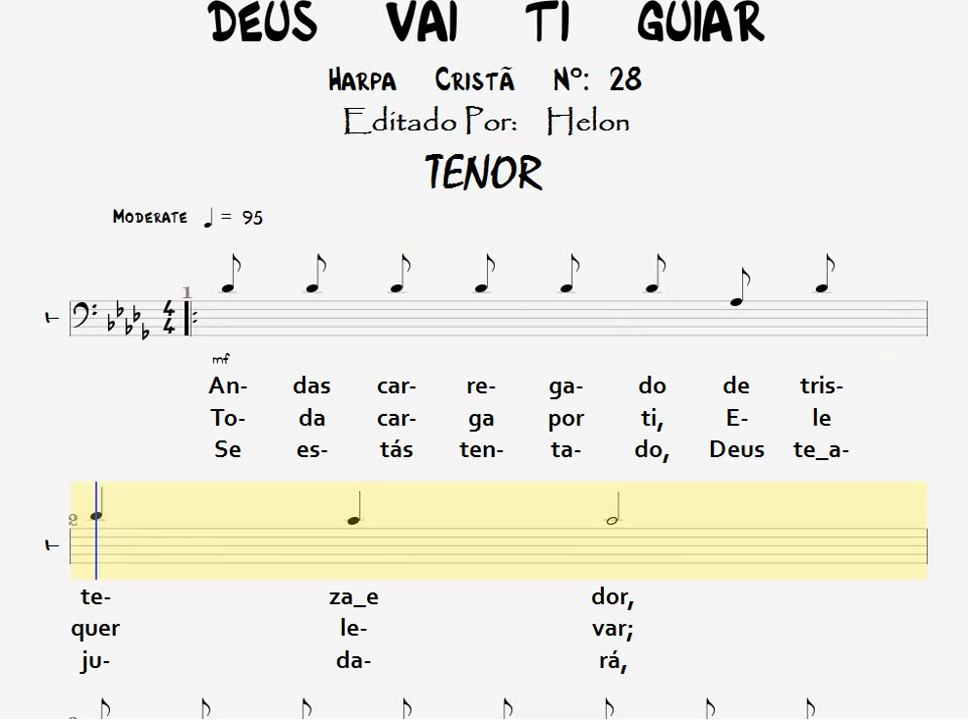 DEUS VAI TI GUIAR
HARPA CRISTÃ Nº: 28
Editado Por: Helon
TENOR
MODERATE ♩ = 95
1
T
4
4
mf
An- das car- re- ga- do de tris-
To- da car- ga por ti, E- le
Se es- tás ten- ta- do, Deus te_a-
2
T
te- za_e dor,
quer le- var;
ju- da- rá,